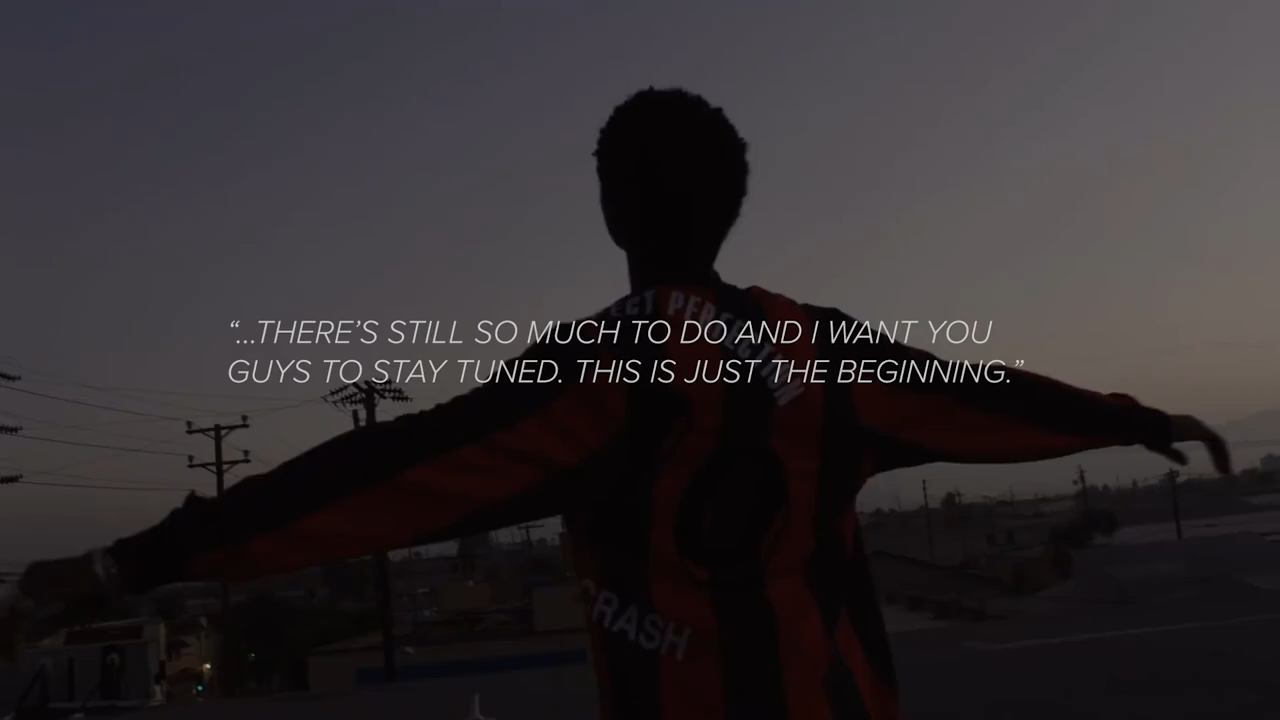 “...THERE’S STILL SO MUCH TO DO AND I WANT YOU
GUYS TO STAY TUNED. THIS IS JUST THE BEGINNING.”